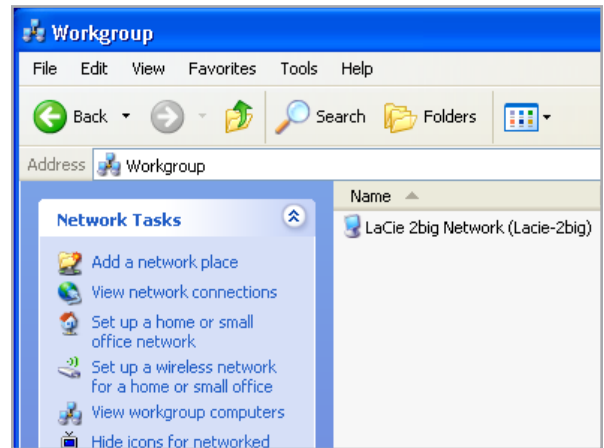 Workgroup
File Edit View Favorites Tools Help
Back Search Folders
Address Workgroup
Name
Network Tasks
LaCie 2big Network (Lacie-2big)
Add a network place
View network connections
Set up a home or small
office network
Set up a wireless network
for a home or small office
View workgroup computers
Hide icons for networked